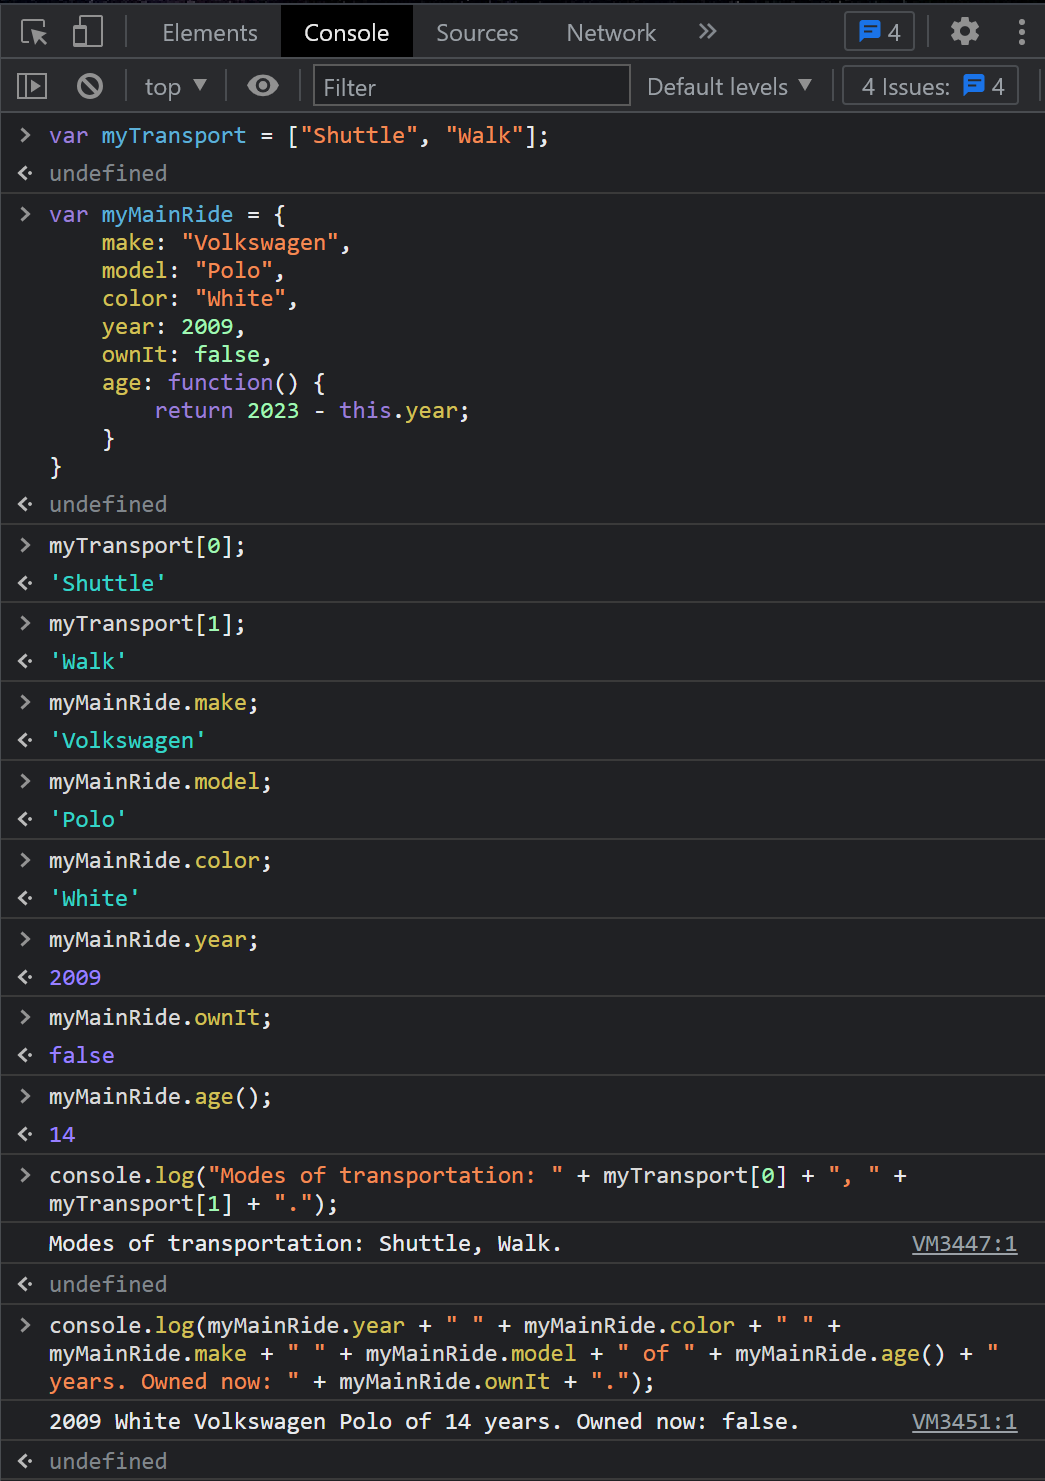 Elements Console Sources Network » 4
top ▼ Filter Default levels ▼ 4 Issues: 4
> var myTransport = ["Shuttle", "Walk"];
undefined
> var myMainRide = {
make: "Volkswagen",
model: "Polo",
color: "White",
year: 2009,
ownIt: false,
age: function() {
return 2023 - this.year;
}
}
undefined
> myTransport[0];
'Shuttle'
> myTransport[1];
'Walk'
> myMainRide.make;
'Volkswagen'
> myMainRide.model;
'Polo'
> myMainRide.color;
'White'
> myMainRide.year;
2009
> myMainRide.ownIt;
false
> myMainRide.age();
14
> console.log("Modes of transportation: " + myTransport[0] + ", " +
myTransport[1] + ".");
Modes of transportation: Shuttle, Walk. VM3447:1
undefined
> console.log(myMainRide.year + " " + myMainRide.color + " " +
myMainRide.make + " " + myMainRide.model + " of " + myMainRide.age() + "
years. Owned now: " + myMainRide.ownIt + ".");
2009 White Volkswagen Polo of 14 years. Owned now: false. VM3451:1
undefined